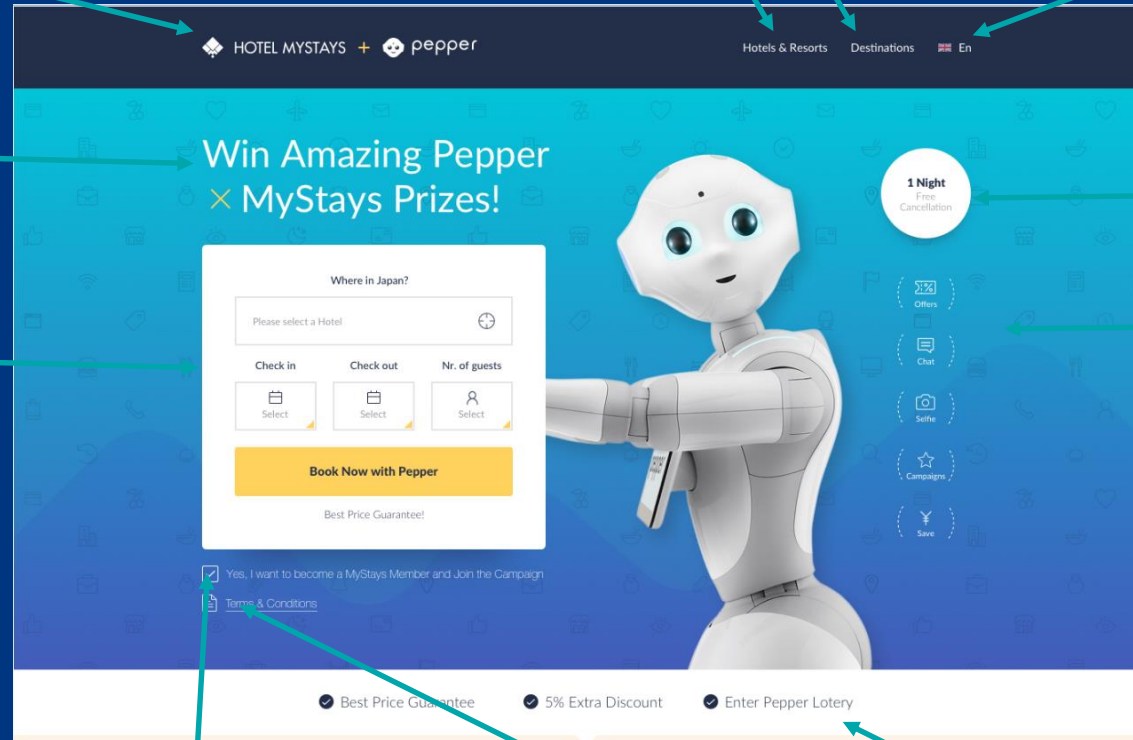 HOTEL MYSTAYS + pepper
Hotels & Resorts Destinations En
Win Amazing Pepper
× MyStays Prizes!
1 Night
Free
Cancellation
Where in Japan?
Please select a Hotel
Check in Check out Nr. of guests
Select Select Select
Book Now with Pepper
Best Price Guarantee!
Offers
Chat
Selfie
Campaigns
¥
Save
Yes, I want to become a MyStays Member and Join the Campaign
Terms & Conditions
Best Price Guarantee 5% Extra Discount Enter Pepper Lotery